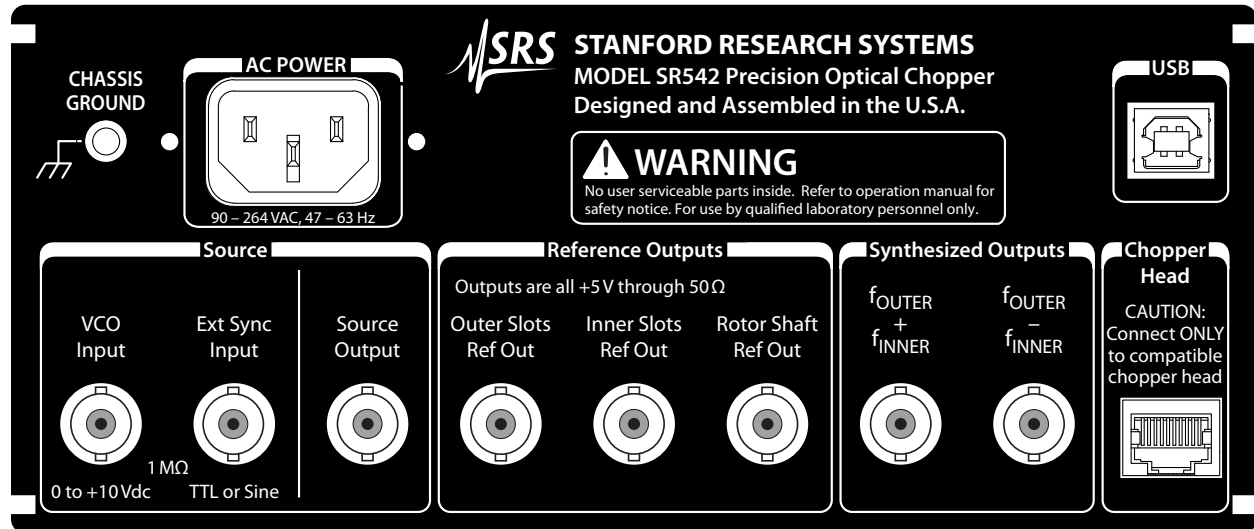 SRS
STANFORD RESEARCH SYSTEMS
MODEL SR542 Precision Optical Chopper
Designed and Assembled in the U.S.A.
CHASSIS
GROUND
AC POWER
90 – 264 VAC, 47 – 63 Hz
WARNING
No user serviceable parts inside. Refer to operation manual for
safety notice. For use by qualified laboratory personnel only.
USB
Source
VCO
Input
Ext Sync
Input
Source
Output
1 MΩ
0 to +10 Vdc
TTL or Sine
Reference Outputs
Outputs are all +5 V through 50 Ω
Outer Slots
Ref Out
Inner Slots
Ref Out
Rotor Shaft
Ref Out
Synthesized Outputs
fOUTER
+
fINNER
fOUTER
–
fINNER
Chopper
Head
CAUTION:
Connect ONLY
to compatible
chopper head